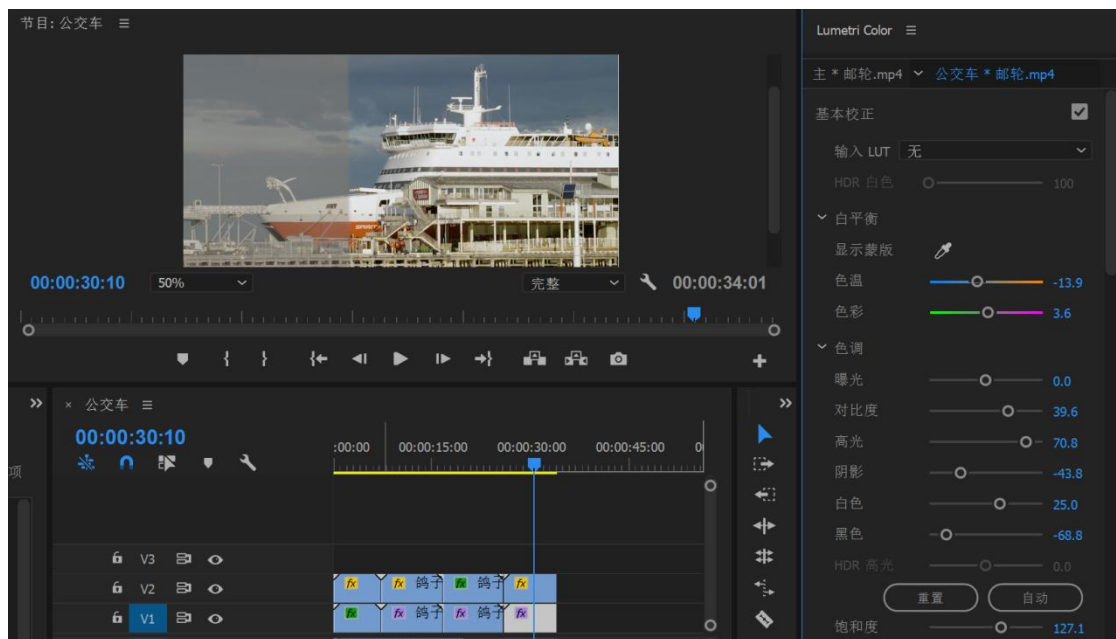 节目: 公交车
00:00:30:10
50%
完整
00:00:34:01
× 公交车
00:00:30:10
:00:00
00:00:15:00
00:00:30:00
00:00:45:00
0
项
V3
V2
fx
fx 鸽子
fx 鸽子
fx
V1
fx
fx 鸽子
fx 鸽子
fx
Lumetri Color
主 * 邮轮.mp4
公交车 * 邮轮.mp4
基本校正
输入 LUT 无
HDR 白色 100
白平衡
显示蒙版
色温 -13.9
色彩 3.6
色调
曝光 0.0
对比度 39.6
高光 70.8
阴影 -43.8
白色 25.0
黑色 -68.8
HDR 高光 0.0
重置 自动
饱和度 127.1